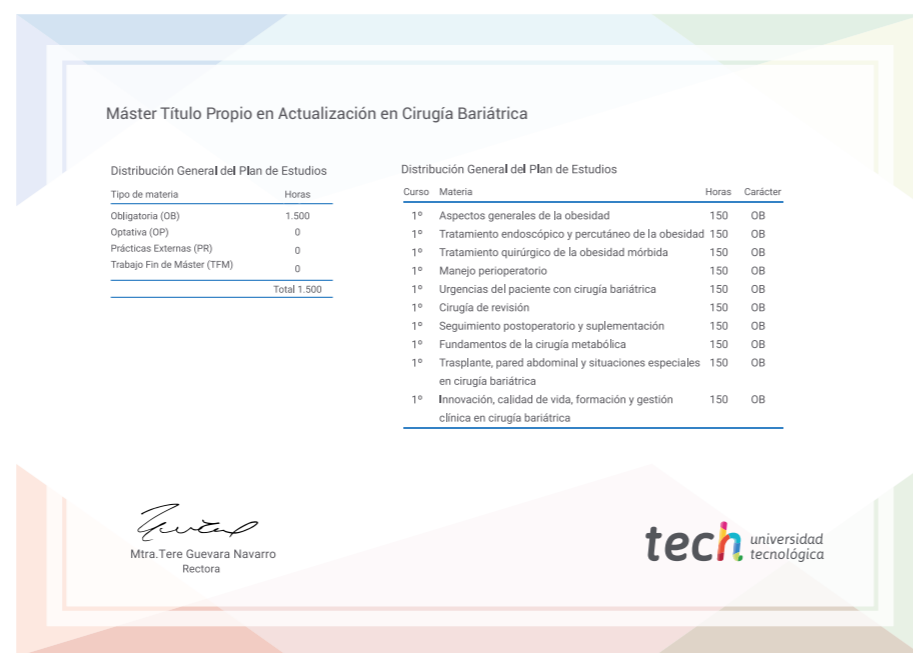 Máster Título Propio en Actualización en Cirugía Bariátrica
Distribución General del Plan de Estudios
Tipo de materia Horas
Obligatoria (OB) 1.500
Optativa (OP) 0
Prácticas Externas (PR) 0
Trabajo Fin de Máster (TFM) 0
Total 1.500
Distribución General del Plan de Estudios
Curso Materia Horas Carácter
1º Aspectos generales de la obesidad 150 OB
1º Tratamiento endoscópico y percutáneo de la obesidad 150 OB
1º Tratamiento quirúrgico de la obesidad mórbida 150 OB
1º Manejo perioperatorio 150 OB
1º Urgencias del paciente con cirugía bariátrica 150 OB
1º Cirugía de revisión 150 OB
1º Seguimiento postoperatorio y suplementación 150 OB
1º Fundamentos de la cirugía metabólica 150 OB
1º Trasplante, pared abdominal y situaciones especiales 150 OB
en cirugía bariátrica
1º Innovación, calidad de vida, formación y gestión 150 OB
clínica en cirugía bariátrica
Mtra.Tere Guevara Navarro
Rectora
tech universidad
tecnológica